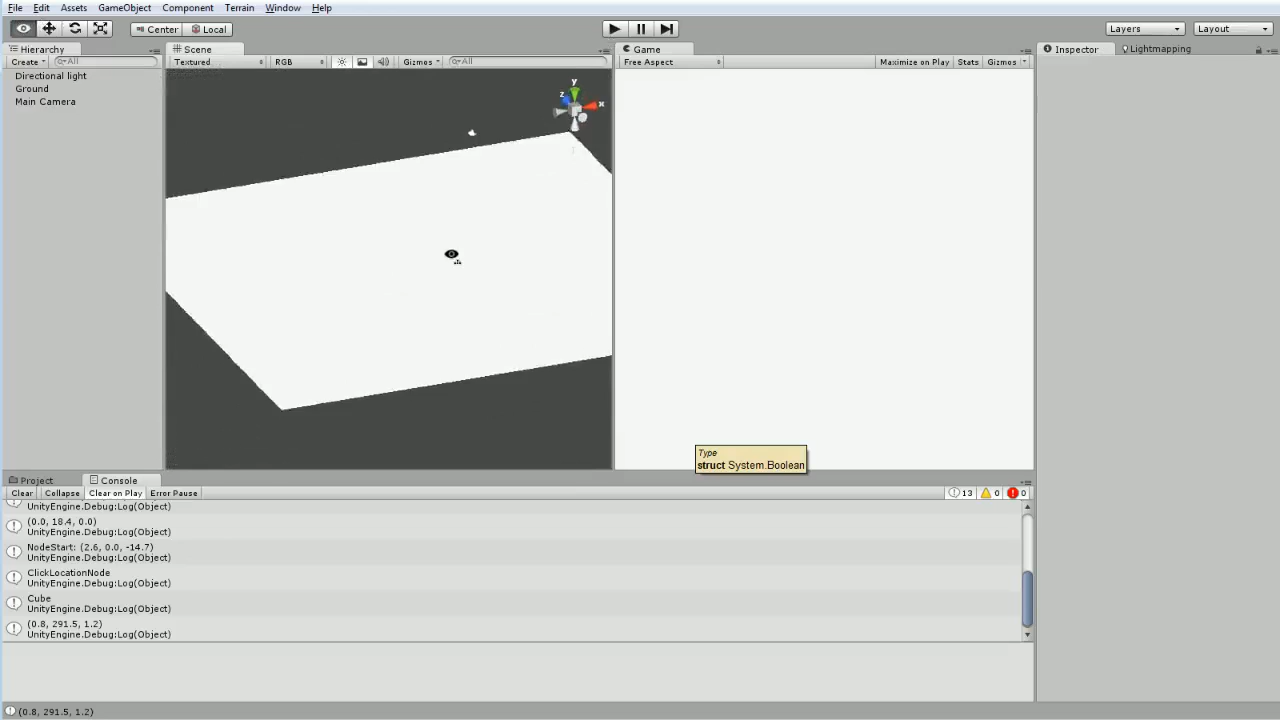 File Edit Assets GameObject Component Terrain Window Help
Center Local Layers Layout
Hierarchy Scene Game Inspector Lightmapping
Create All Textured RGB Gizmos All Free Aspect Maximize on Play Stats Gizmos
Directional light
Ground
Main Camera
y
z
x
Type
struct System.Boolean
Project Console
Clear Collapse Clear on Play Error Pause 13 0 0
UnityEngine.Debug:Log(Object)
(0.0, 18.4, 0.0)
UnityEngine.Debug:Log(Object)
NodeStart: (2.6, 0.0, -14.7)
UnityEngine.Debug:Log(Object)
ClickLocationNode
UnityEngine.Debug:Log(Object)
Cube
UnityEngine.Debug:Log(Object)
(0.8, 291.5, 1.2)
UnityEngine.Debug:Log(Object)
(0.8, 291.5, 1.2)